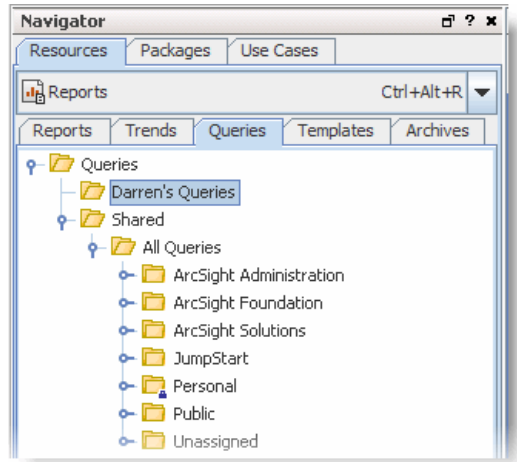 Navigator
Resources Packages Use Cases
Reports Ctrl+Alt+R
Reports Trends Queries Templates Archives
Queries
Darren's Queries
Shared
All Queries
ArcSight Administration
ArcSight Foundation
ArcSight Solutions
JumpStart
Personal
Public
Unassigned